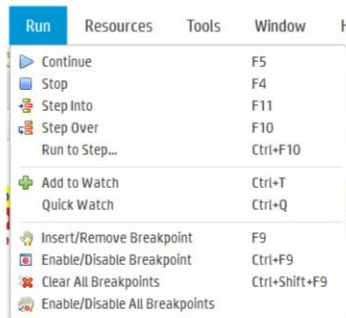 Run Resources Tools Window H
Continue F5
Stop F4
Step Into F11
Step Over F10
Run to Step... Ctrl+F10
Add to Watch Ctrl+T
Quick Watch Ctrl+Q
Insert/Remove Breakpoint F9
Enable/Disable Breakpoint Ctrl+F9
Clear All Breakpoints Ctrl+Shift+F9
Enable/Disable All Breakpoints